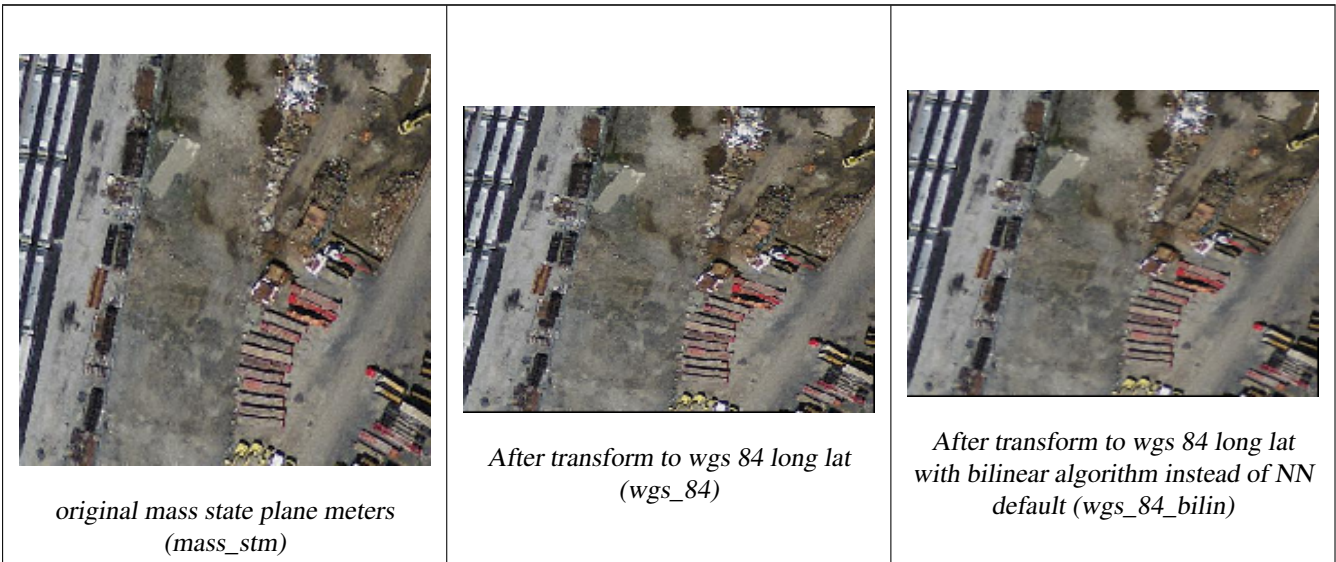 original mass state plane meters
(mass_stm)
After transform to wgs 84 long lat
(wgs_84)
After transform to wgs 84 long lat
with bilinear algorithm instead of NN
default (wgs_84_bilin)